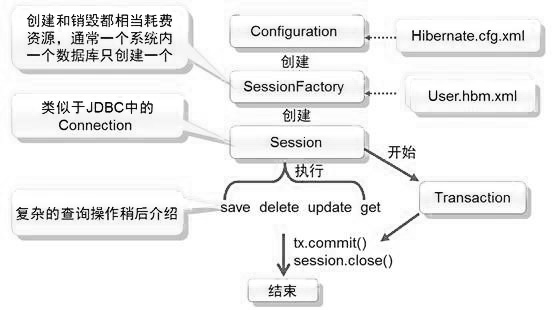 创建和销毁都相当耗费
资源，通常一个系统内
一个数据库只创建一个
Configuration
Hibernate.cfg.xml
创建
SessionFactory
User.hbm.xml
类似于JDBC中的
Connection
创建
Session
开始
执行
复杂的查询操作稍后介绍
save delete update get
Transaction
tx.commit()
session.close()
结束